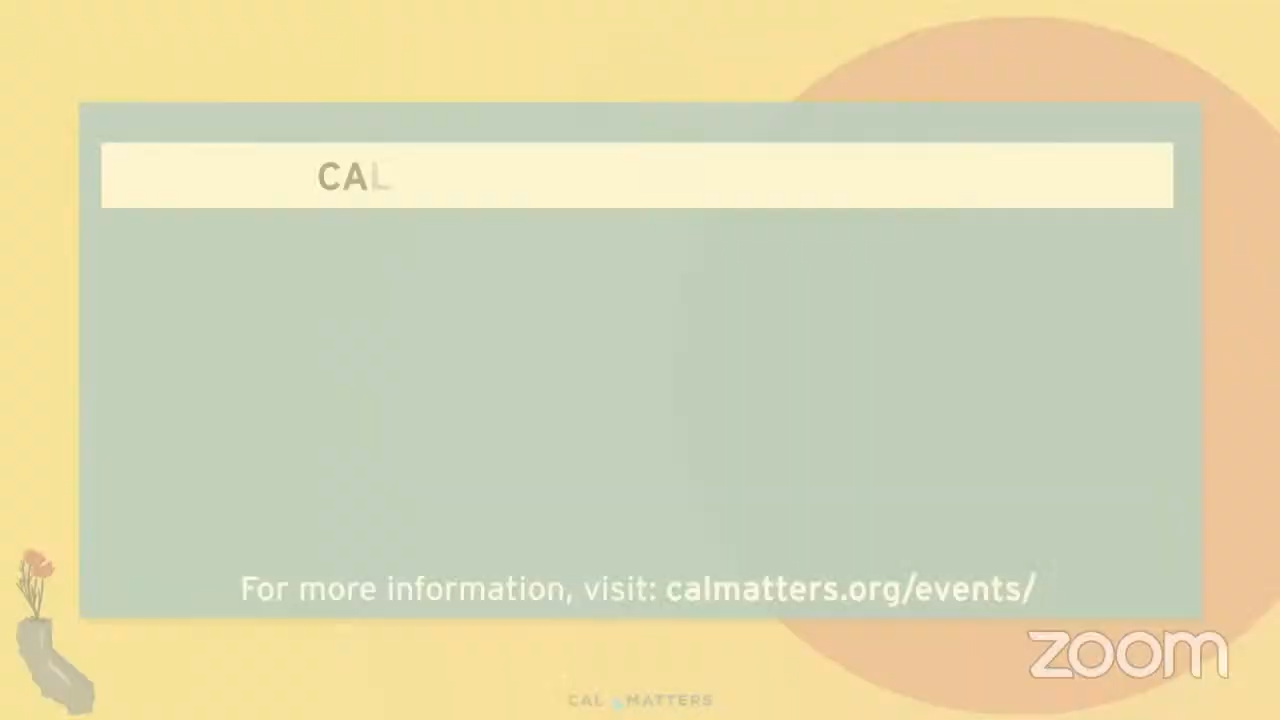 CAL
For more information, visit: calmatters.org/events/
zoom
CAL MATTERS